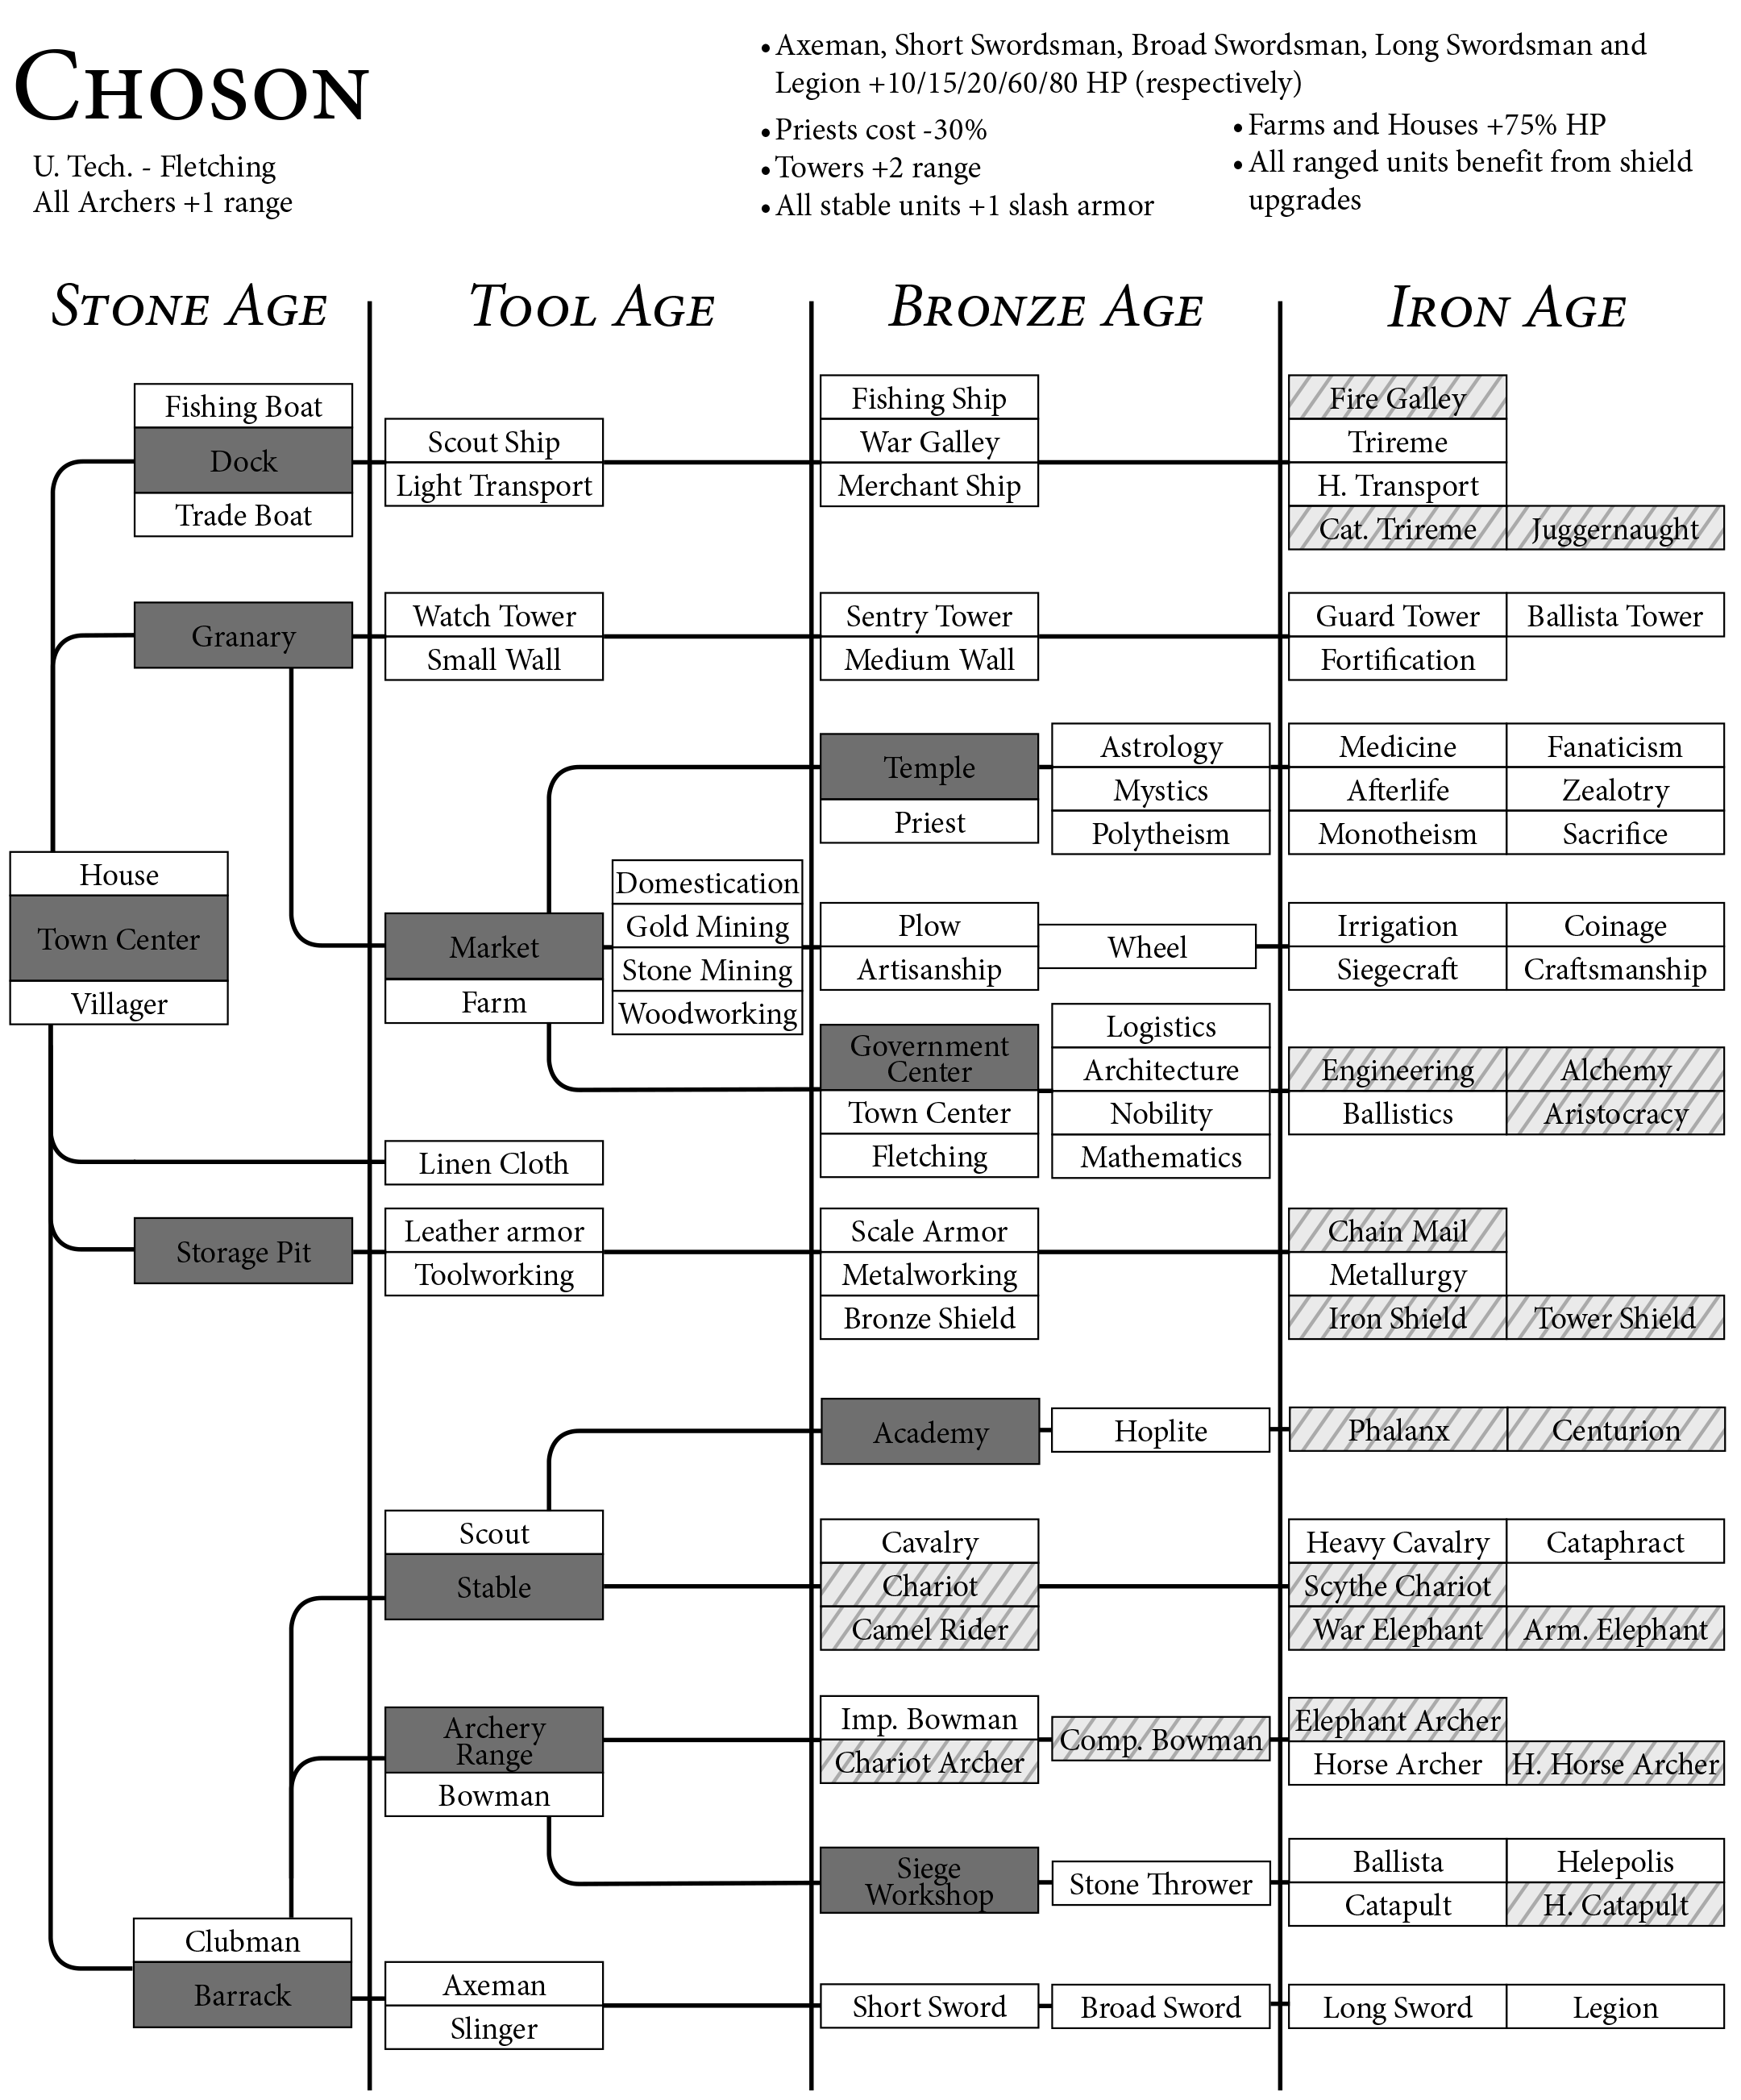 CHOSON
U. Tech. - Fletching
All Archers +1 range
• Axeman, Short Swordsman, Broad Swordsman, Long Swordsman and
Legion +10/15/20/60/80 HP (respectively)
• Priests cost -30%
• Towers +2 range
• All stable units +1 slash armor
• Farms and Houses +75% HP
• All ranged units benefit from shield
upgrades
STONE AGE
TOOL AGE
BRONZE AGE
IRON AGE
Fishing Boat
Dock
Trade Boat
Scout Ship
Light Transport
Fishing Ship
War Galley
Merchant Ship
Fire Galley
Trireme
H. Transport
Cat. Trireme
Juggernaught
Granary
Watch Tower
Small Wall
Sentry Tower
Medium Wall
Guard Tower
Ballista Tower
Fortification
Temple
Priest
Astrology
Mystics
Polytheism
Medicine
Fanaticism
Afterlife
Zealotry
Monotheism
Sacrifice
House
Town Center
Villager
Market
Farm
Domestication
Gold Mining
Stone Mining
Woodworking
Plow
Artisanship
Wheel
Irrigation
Coinage
Siegecraft
Craftsmanship
Government
Center
Town Center
Fletching
Logistics
Architecture
Nobility
Mathematics
Engineering
Alchemy
Ballistics
Aristocracy
Linen Cloth
Storage Pit
Leather armor
Toolworking
Scale Armor
Metalworking
Bronze Shield
Chain Mail
Metallurgy
Iron Shield
Tower Shield
Academy
Hoplite
Phalanx
Centurion
Scout
Stable
Cavalry
Chariot
Camel Rider
Heavy Cavalry
Cataphract
Scythe Chariot
War Elephant
Arm. Elephant
Archery
Range
Bowman
Imp. Bowman
Chariot Archer
Comp. Bowman
Elephant Archer
Horse Archer
H. Horse Archer
Siege
Workshop
Stone Thrower
Ballista
Helepolis
Catapult
H. Catapult
Clubman
Barrack
Axeman
Slinger
Short Sword
Broad Sword
Long Sword
Legion